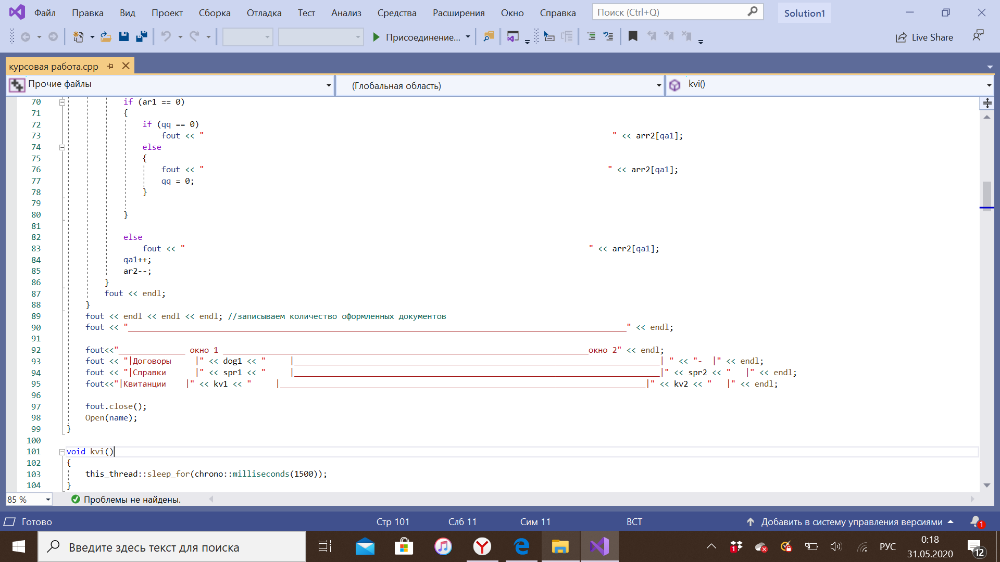 Файл Правка Вид Проект Сборка Отладка Тест Анализ Средства Расширения Окно Справка Поиск (Ctrl+Q) Solution1
Присоединение... Live Share
курсовая работа.cpp
Прочие файлы (Глобальная область) kvi()
70 if (ar1 == 0)
71 {
72 if (qq == 0)
73 fout << " " << arr2[qa1];
74 else
75 {
76 fout << " " << arr2[qa1];
77 qq = 0;
78 }
79
80 }
81
82 else
83 fout << " " << arr2[qa1];
84 qa1++;
85 ar2--;
86 }
87 fout << endl;
88 }
89 fout << endl << endl << endl; //записываем количество оформленных документов
90 fout << "__________________________________________________________________________________________________________" << endl;
91
92 fout<<"______________ окно 1 ______________________________________________________________________________окно 2" << endl;
93 fout << "|Договоры |" << dog1 << " |______________________________________________________________________________| " << "- |" << endl;
94 fout << "|Справки |" << spr1 << " |______________________________________________________________________________|" << spr2 << " |" << endl;
95 fout<<"|Квитанции |" << kv1 << " |______________________________________________________________________________|" << kv2 << " |" << endl;
96
97 fout.close();
98 Open(name);
99 }
100
101 void kvi()
102 {
103 this_thread::sleep_for(chrono::milliseconds(1500));
104 }
85 % Проблемы не найдены.
Готово Стр 101 Слб 11 Сим 11 ВСТ Добавить в систему управления версиями 1
Введите здесь текст для поиска 1 РУС 0:18 12
31.05.2020